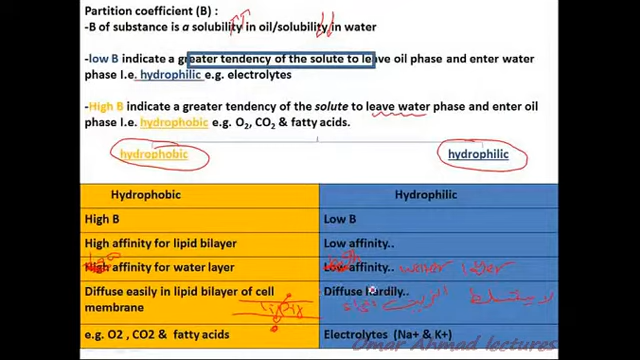 Partition coefficient (B) :
-B of substance is a solubility in oil/solubility in water
-low B indicate a greater tendency of the solute to leave oil phase and enter water
phase I.e. hydrophilic e.g. electrolytes
-High B indicate a greater tendency of the solute to leave water phase and enter oil
phase I.e. hydrophobic e.g. O2, CO2 & fatty acids.
hydrophobic hydrophilic
Hydrophobic Hydrophilic
High B Low B
High affinity for lipid bilayer Low affinity..
High affinity for water layer Low affinity.. water layer
Diffuse easily in lipid bilayer of cell Diffuse hardily..
membrane
e.g. O2 , CO2 & fatty acids Electrolytes (Na+ & K+)
Omar Ahmad lectures